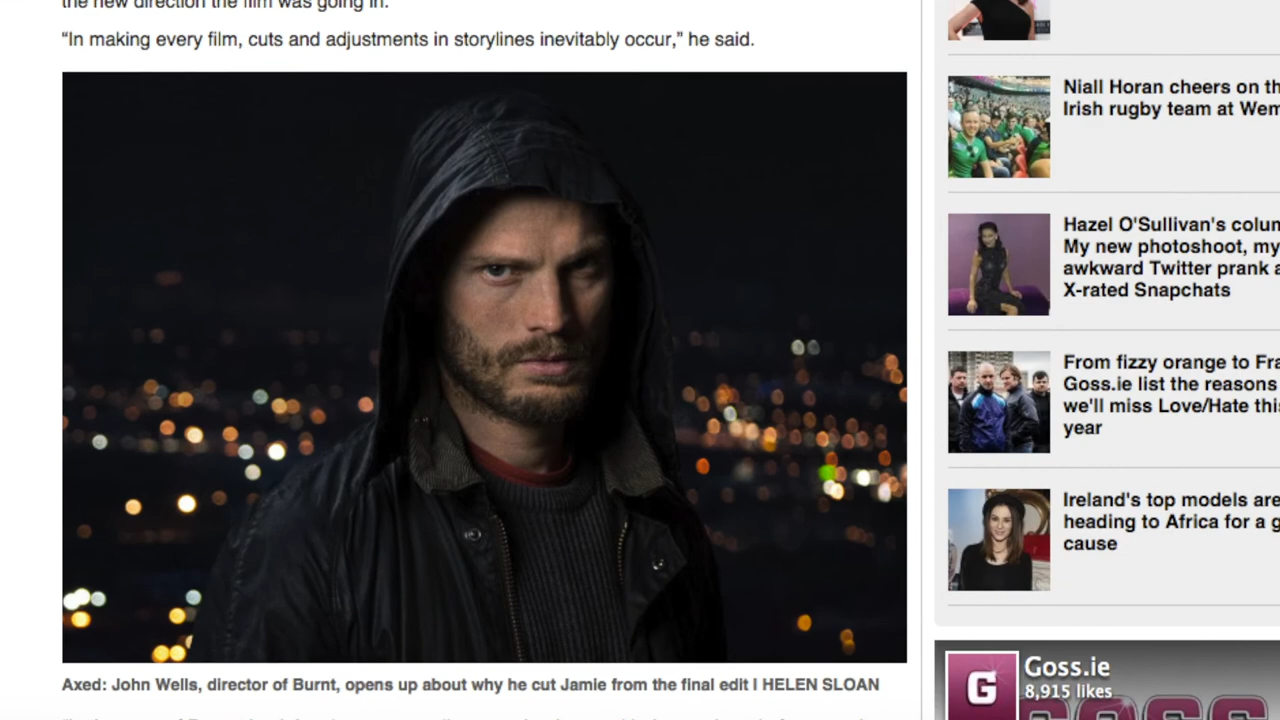 the new direction the film was going in.
“In making every film, cuts and adjustments in storylines inevitably occur,” he said.
Axed: John Wells, director of Burnt, opens up about why he cut Jamie from the final edit I HELEN SLOAN
Niall Horan cheers on th
Irish rugby team at Wem
Hazel O'Sullivan's colum
My new photoshoot, my
awkward Twitter prank a
X-rated Snapchats
From fizzy orange to Fra
Goss.ie list the reasons
we'll miss Love/Hate this
year
Ireland's top models are
heading to Africa for a g
cause
G
Goss.ie
8,915 likes
GOSS